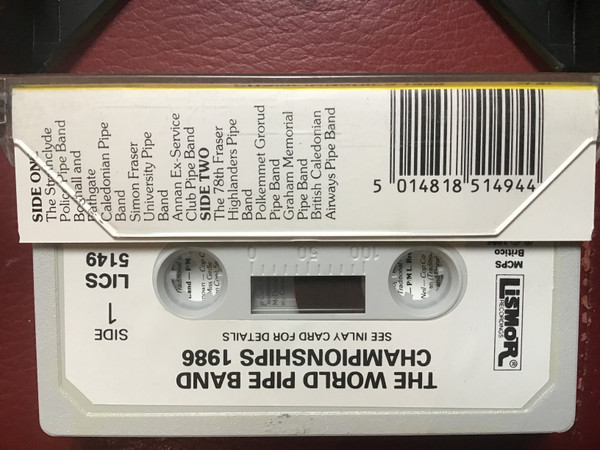 SIDE ONE
The Strathclyde
Police Pipe Band
Boghall and
Bathgate
Caledonian Pipe
Band
Simon Fraser
University Pipe
Band
Annan Ex-Service
Club Pipe Band
SIDE TWO
The 78th Fraser
Highlanders Pipe
Band
Polkemmet Grorud
Pipe Band
Graham Memorial
Pipe Band
British Caledonian
Airways Pipe Band
5 014818 514944
THE WORLD PIPE BAND
CHAMPIONSHIPS 1986
SEE INLAY CARD FOR DETAILS
SIDE
1
LICS
5149
0 50 100
LISMOR®
RECORDINGS
MCPS
Britico